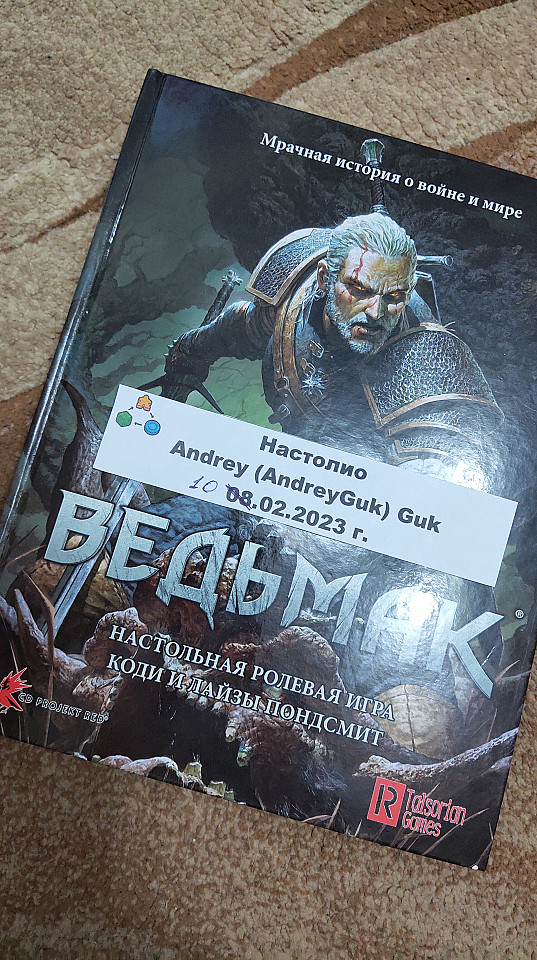 Мрачная история о войне и мире
Настолио
Andrey (AndreyGuk) Guk
10 08.02.2023 г.
ВЕДЬМАК®
НАСТОЛЬНАЯ РОЛЕВАЯ ИГРА
КОДИ И ЛАЙЗЫ ПОНДСМИТ
CD PROJEKT RED®
R Talsorian
Games